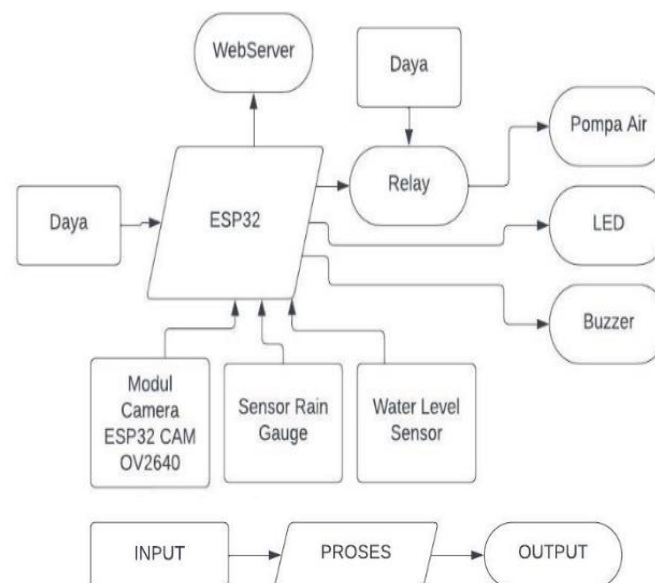 WebServer
Daya
Pompa Air
Relay
Daya
ESP32
LED
Buzzer
Modul
Camera
ESP32 CAM
OV2640
Sensor Rain
Gauge
Water Level
Sensor
INPUT
PROSES
OUTPUT